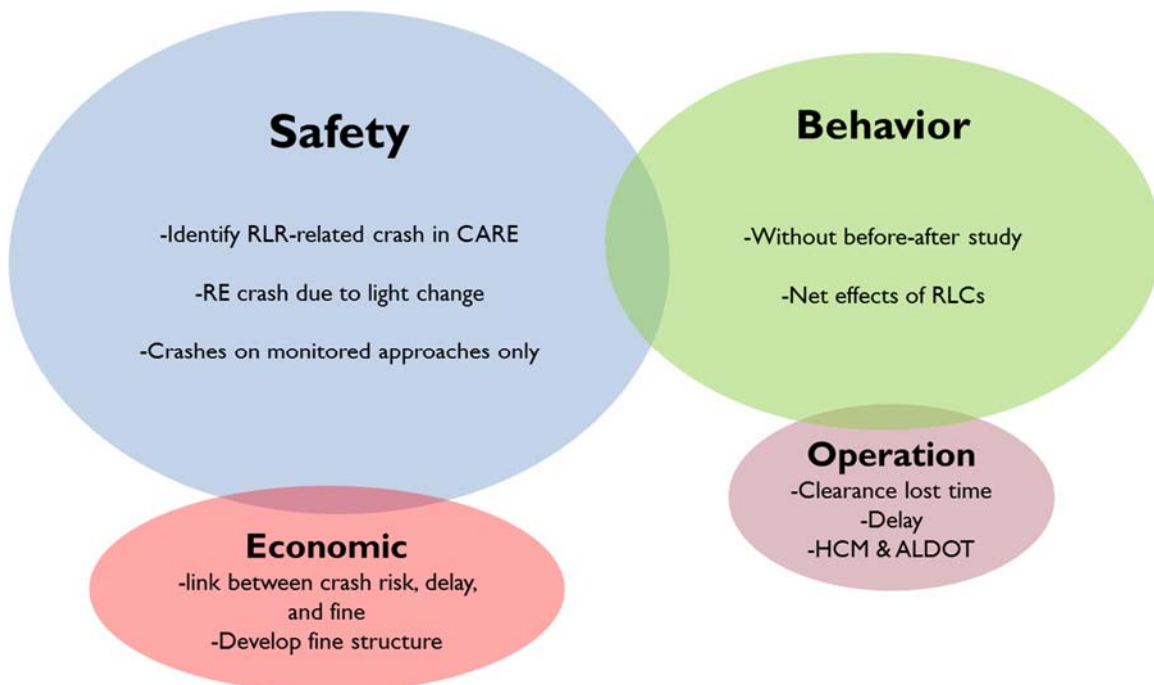 Safety
-Identify RLR-related crash in CARE
-RE crash due to light change
-Crashes on monitored approaches only
Behavior
-Without before-after study
-Net effects of RLCs
Economic
-link between crash risk, delay,
and fine
-Develop fine structure
Operation
-Clearance lost time
-Delay
-HCM & ALDOT